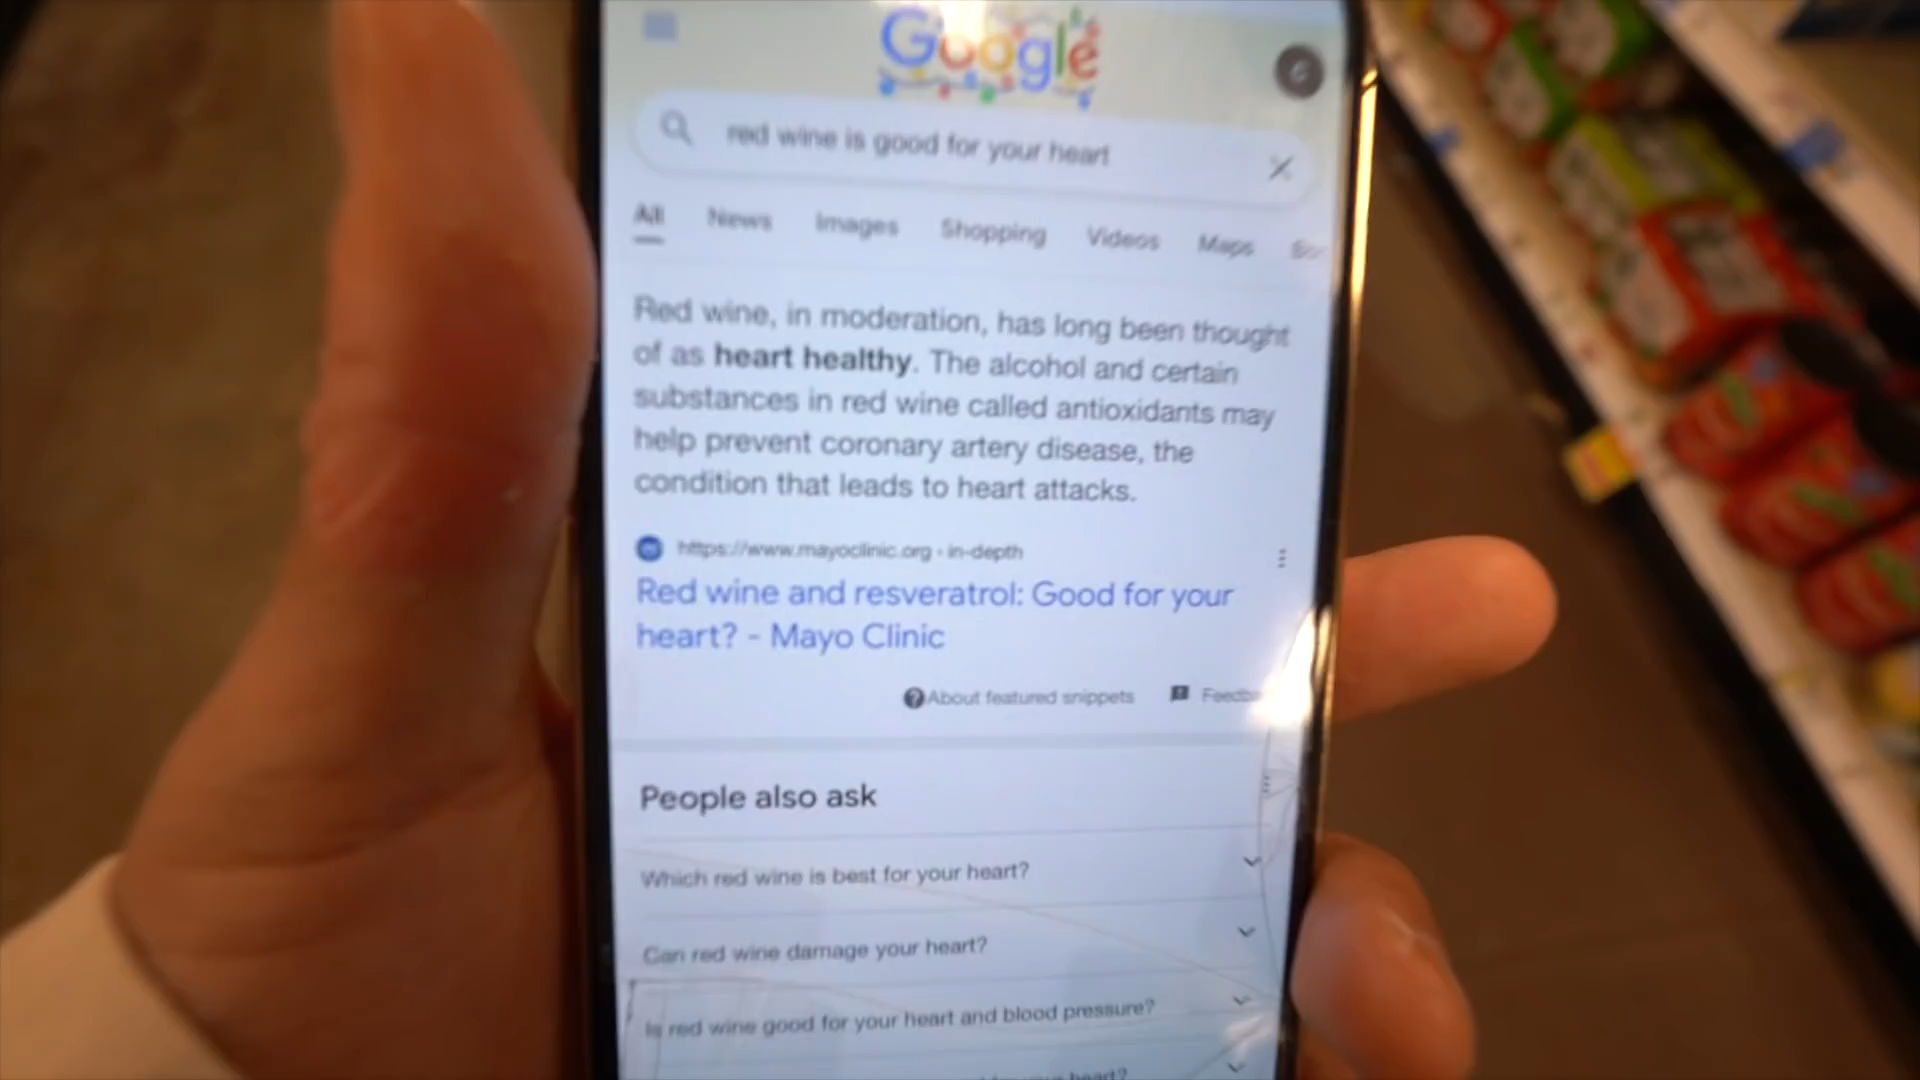 Google
red wine is good for your heart
All News Images Shopping Videos Maps
Red wine, in moderation, has long been thought
of as heart healthy. The alcohol and certain
substances in red wine called antioxidants may
help prevent coronary artery disease, the
condition that leads to heart attacks.
https://www.mayoclinic.org › in-depth
Red wine and resveratrol: Good for your
heart? - Mayo Clinic
About featured snippets Feedba
People also ask
Which red wine is best for your heart?
Can red wine damage your heart?
Is red wine good for your heart and blood pressure?
heart?